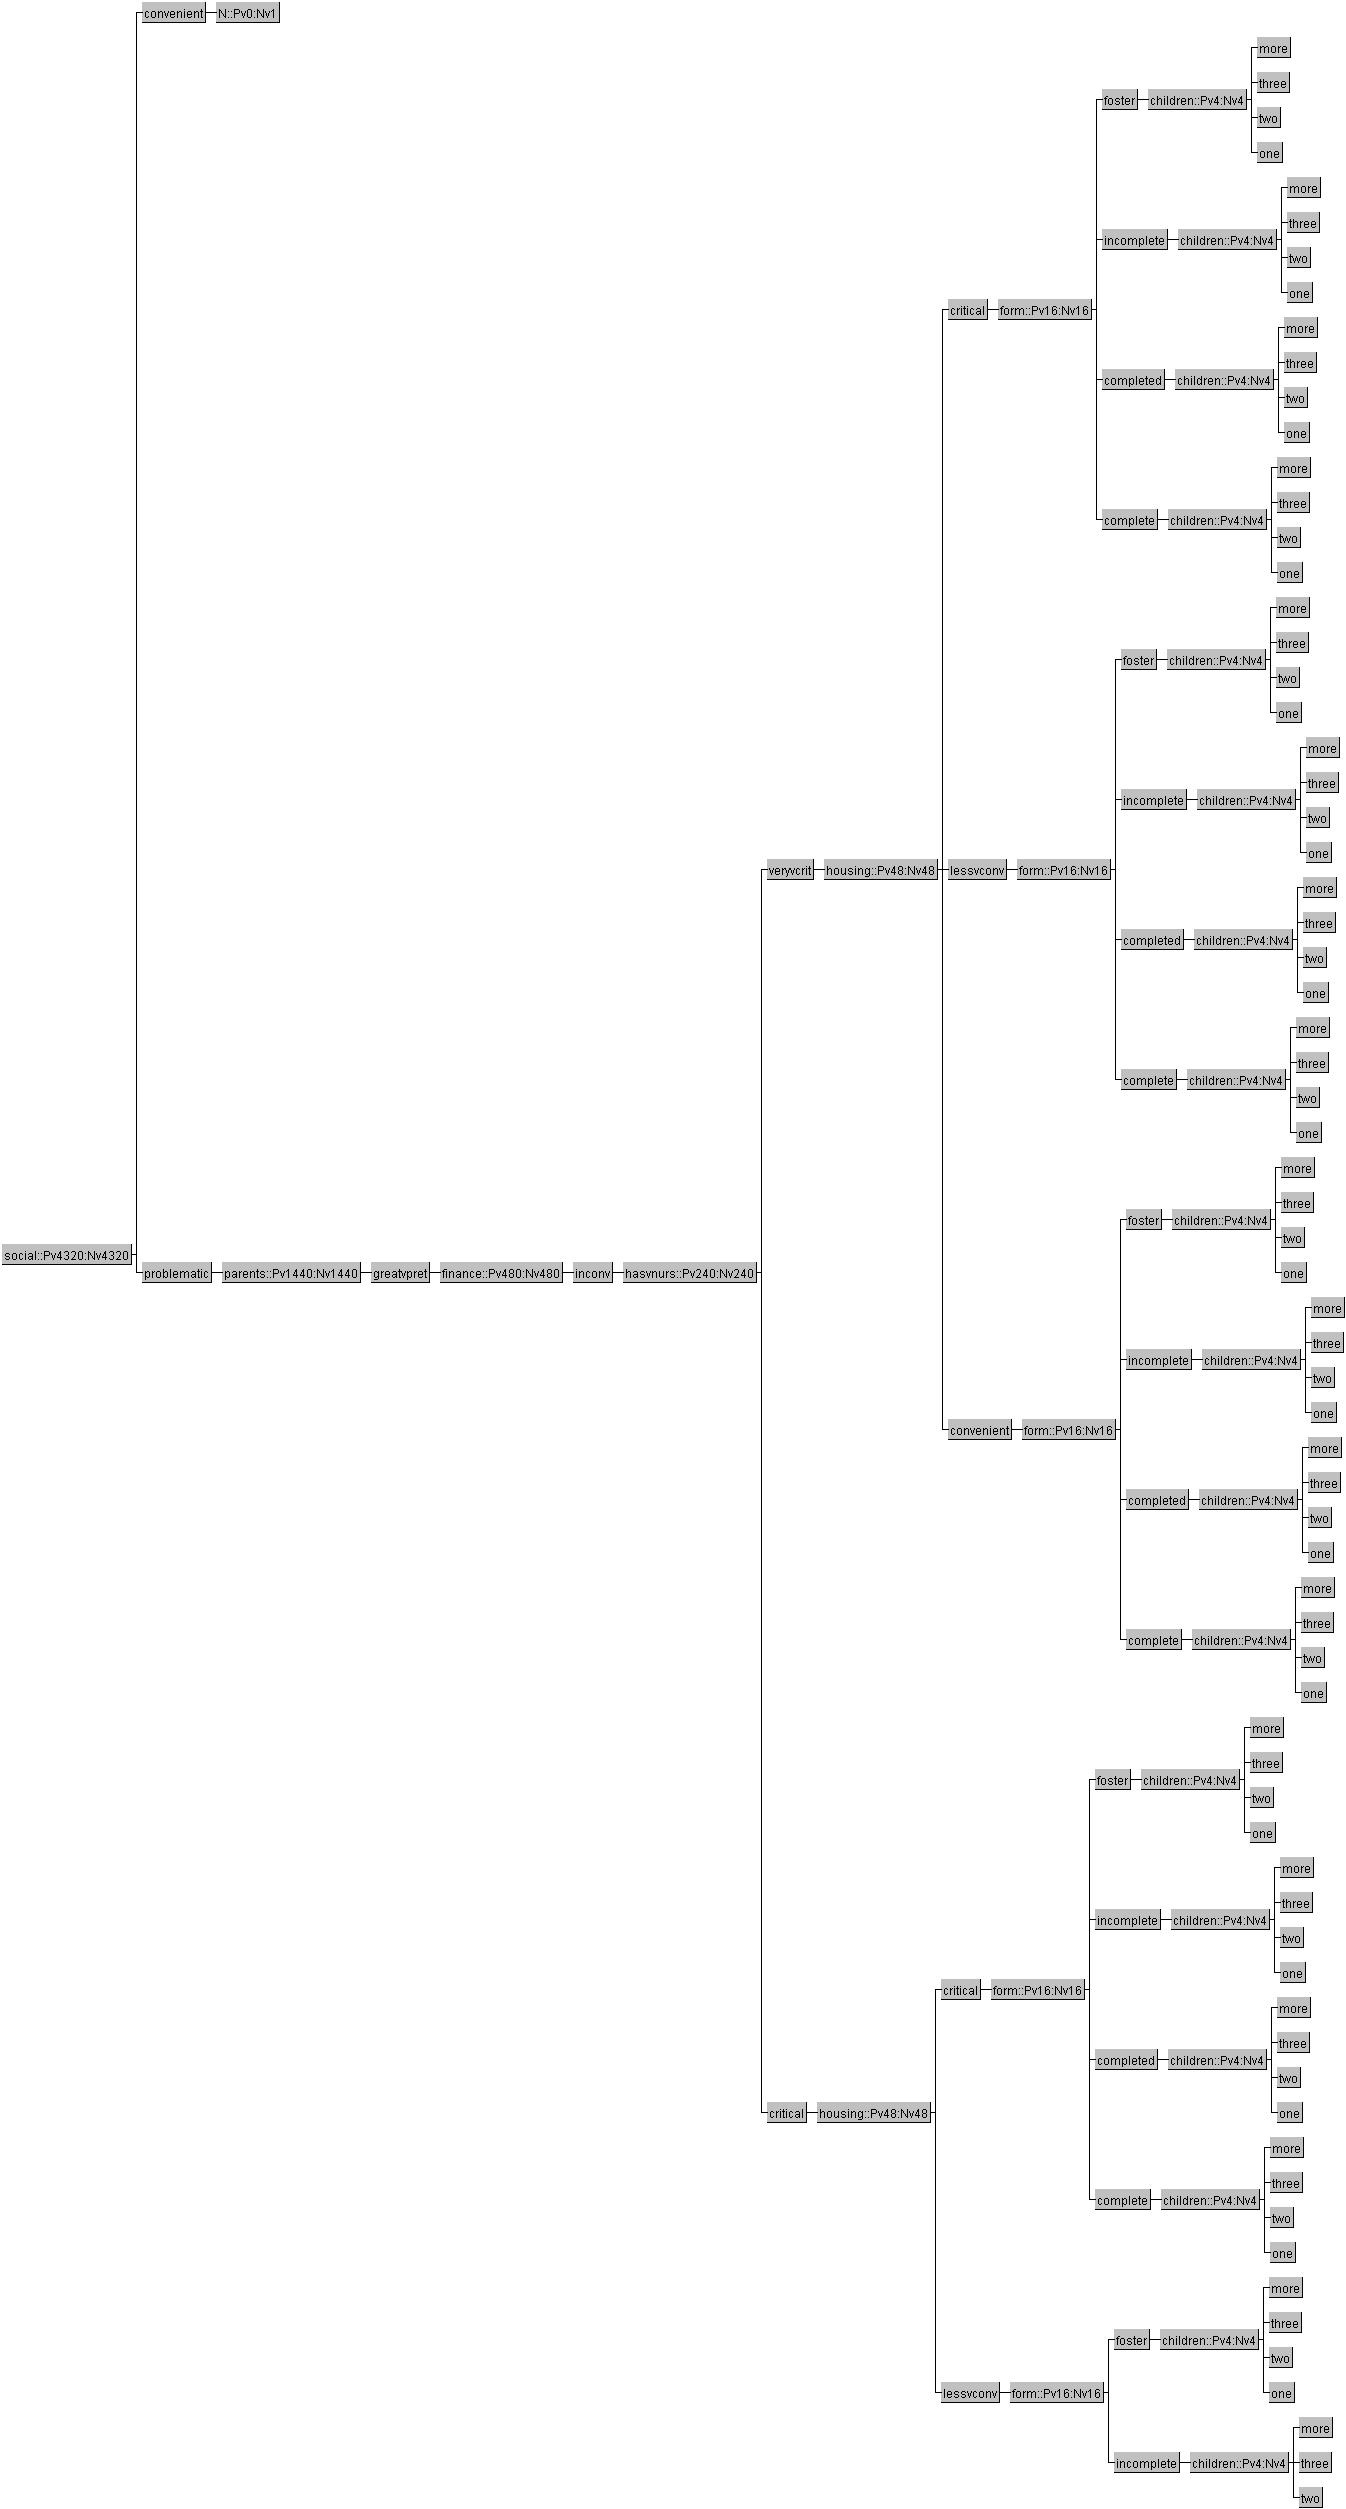 convenient N::Pv0:Nv1
more
three
foster children::Pv4:Nv4
two
one
more
three
incomplete children::Pv4:Nv4
two
one
critical form::Pv16:Nv16
more
three
completed children::Pv4:Nv4
two
one
more
three
complete children::Pv4:Nv4
two
one
more
three
foster children::Pv4:Nv4
two
one
more
three
incomplete children::Pv4:Nv4
two
one
veryvcrit housing::Pv48:Nv48 lessvconv form::Pv16:Nv16
more
three
completed children::Pv4:Nv4
two
one
more
three
complete children::Pv4:Nv4
two
one
more
three
foster children::Pv4:Nv4
two
social::Pv4320:Nv4320
problematic parents::Pv1440:Nv1440 greatvpret finance::Pv480:Nv480 inconv hasvnurs::Pv240:Nv240 one
more
three
incomplete children::Pv4:Nv4
two
one
convenient form::Pv16:Nv16
more
three
completed children::Pv4:Nv4
two
one
more
three
complete children::Pv4:Nv4
two
one
more
three
foster children::Pv4:Nv4
two
one
more
three
incomplete children::Pv4:Nv4
two
one
critical form::Pv16:Nv16
more
three
completed children::Pv4:Nv4
two
critical housing::Pv48:Nv48 one
more
three
complete children::Pv4:Nv4
two
one
more
three
foster children::Pv4:Nv4
two
lessvconv form::Pv16:Nv16 one
more
incomplete children::Pv4:Nv4 three
two